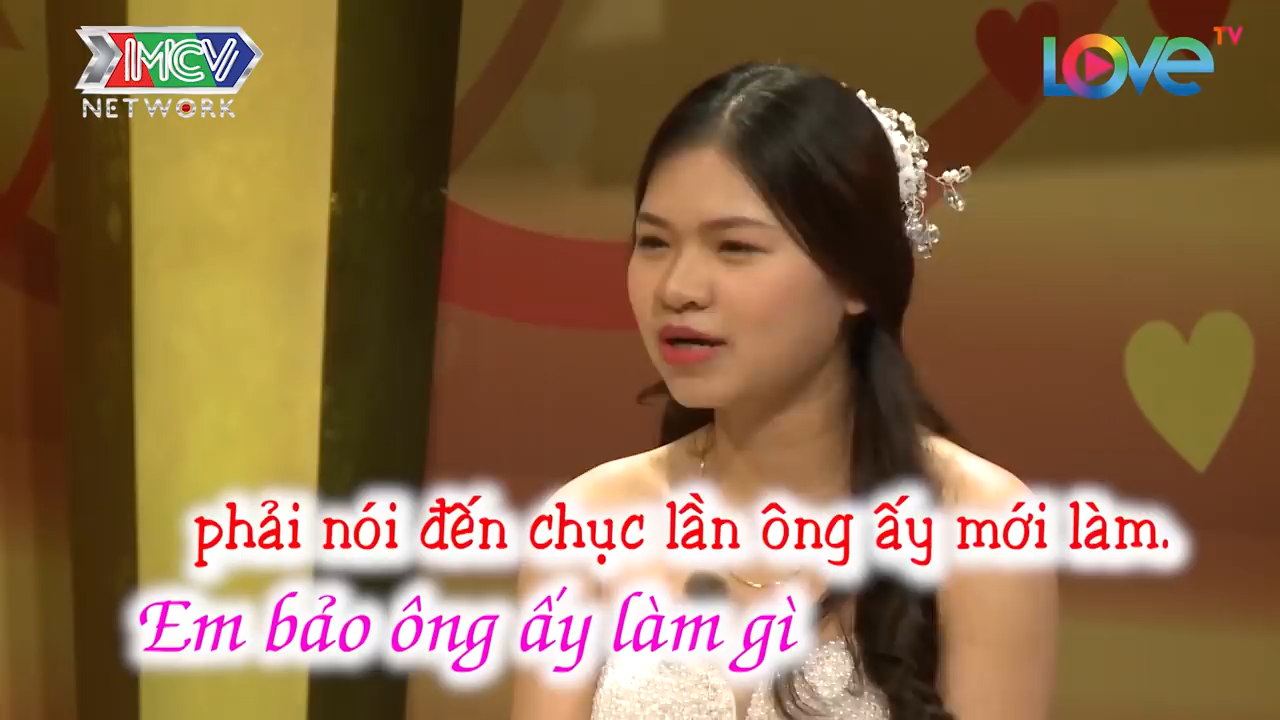 MCV
NETWORK
LOVE TV
phải nói đến chục lần ông ấy mới làm.
Em bảo ông ấy làm gì